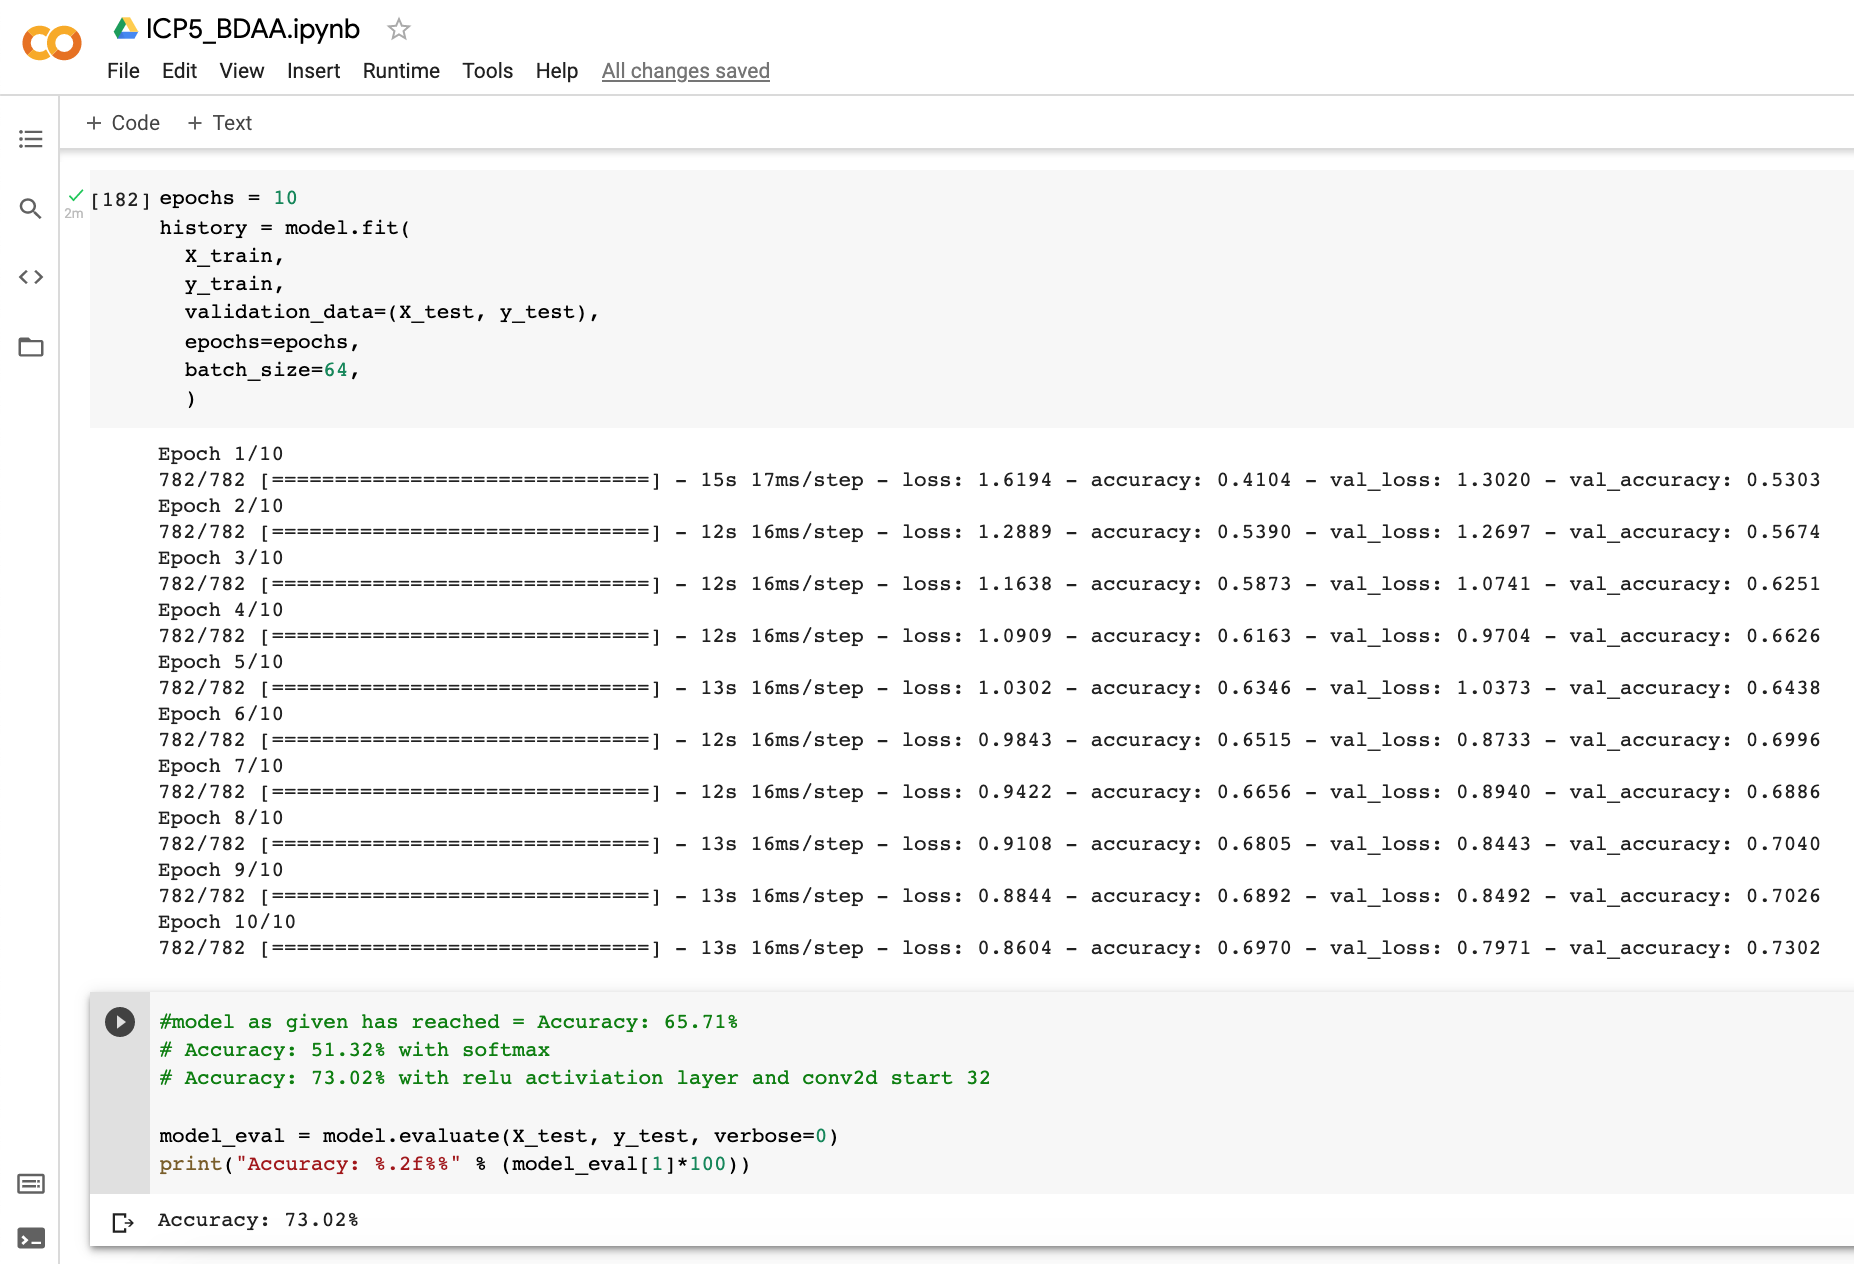 ICP5_BDAA.ipynb
File Edit View Insert Runtime Tools Help All changes saved
+ Code + Text
2m
[182] epochs = 10
history = model.fit(
X_train,
y_train,
validation_data=(X_test, y_test),
epochs=epochs,
batch_size=64,
)
Epoch 1/10
782/782 [==============================] - 15s 17ms/step - loss: 1.6194 - accuracy: 0.4104 - val_loss: 1.3020 - val_accuracy: 0.5303
Epoch 2/10
782/782 [==============================] - 12s 16ms/step - loss: 1.2889 - accuracy: 0.5390 - val_loss: 1.2697 - val_accuracy: 0.5674
Epoch 3/10
782/782 [==============================] - 12s 16ms/step - loss: 1.1638 - accuracy: 0.5873 - val_loss: 1.0741 - val_accuracy: 0.6251
Epoch 4/10
782/782 [==============================] - 12s 16ms/step - loss: 1.0909 - accuracy: 0.6163 - val_loss: 0.9704 - val_accuracy: 0.6626
Epoch 5/10
782/782 [==============================] - 13s 16ms/step - loss: 1.0302 - accuracy: 0.6346 - val_loss: 1.0373 - val_accuracy: 0.6438
Epoch 6/10
782/782 [==============================] - 12s 16ms/step - loss: 0.9843 - accuracy: 0.6515 - val_loss: 0.8733 - val_accuracy: 0.6996
Epoch 7/10
782/782 [==============================] - 12s 16ms/step - loss: 0.9422 - accuracy: 0.6656 - val_loss: 0.8940 - val_accuracy: 0.6886
Epoch 8/10
782/782 [==============================] - 13s 16ms/step - loss: 0.9108 - accuracy: 0.6805 - val_loss: 0.8443 - val_accuracy: 0.7040
Epoch 9/10
782/782 [==============================] - 13s 16ms/step - loss: 0.8844 - accuracy: 0.6892 - val_loss: 0.8492 - val_accuracy: 0.7026
Epoch 10/10
782/782 [==============================] - 13s 16ms/step - loss: 0.8604 - accuracy: 0.6970 - val_loss: 0.7971 - val_accuracy: 0.7302
#model as given has reached = Accuracy: 65.71%
# Accuracy: 51.32% with softmax
# Accuracy: 73.02% with relu activiation layer and conv2d start 32
model_eval = model.evaluate(X_test, y_test, verbose=0)
print("Accuracy: %.2f%%" % (model_eval[1]*100))
Accuracy: 73.02%